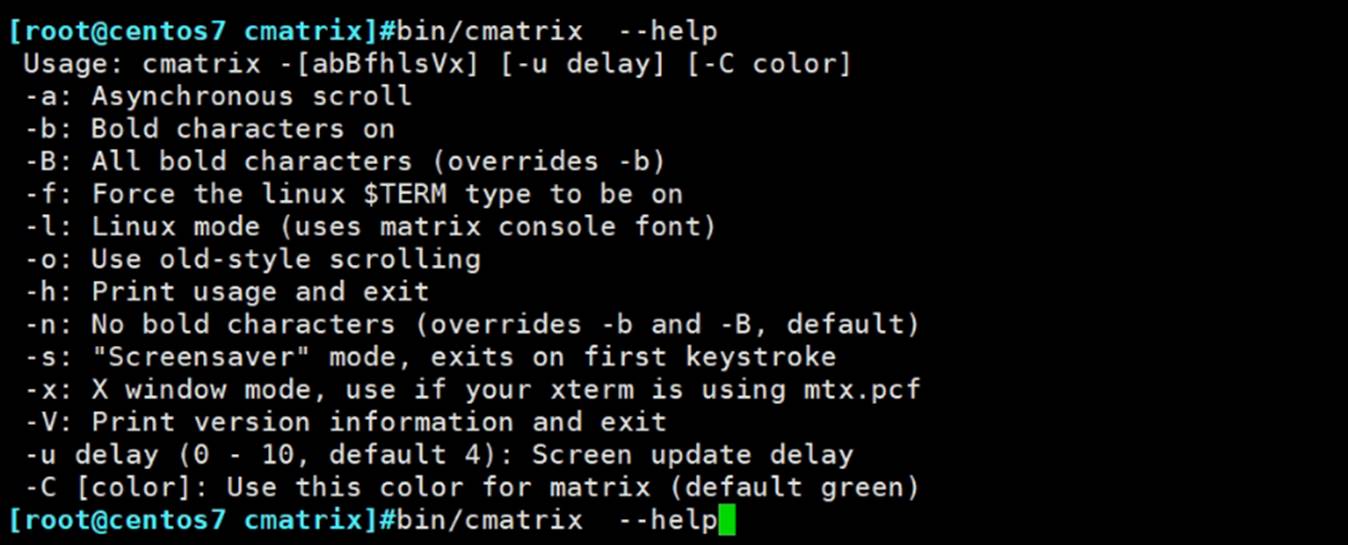 [root@centos7 cmatrix]#bin/cmatrix  --help
 Usage: cmatrix -[abBfhlsVx] [-u delay] [-C color]
 -a: Asynchronous scroll
 -b: Bold characters on
 -B: All bold characters (overrides -b)
 -f: Force the linux $TERM type to be on
 -l: Linux mode (uses matrix console font)
 -o: Use old-style scrolling
 -h: Print usage and exit
 -n: No bold characters (overrides -b and -B, default)
 -s: "Screensaver" mode, exits on first keystroke
 -x: X window mode, use if your xterm is using mtx.pcf
 -V: Print version information and exit
 -u delay (0 - 10, default 4): Screen update delay
 -C [color]: Use this color for matrix (default green)
[root@centos7 cmatrix]#bin/cmatrix  --help